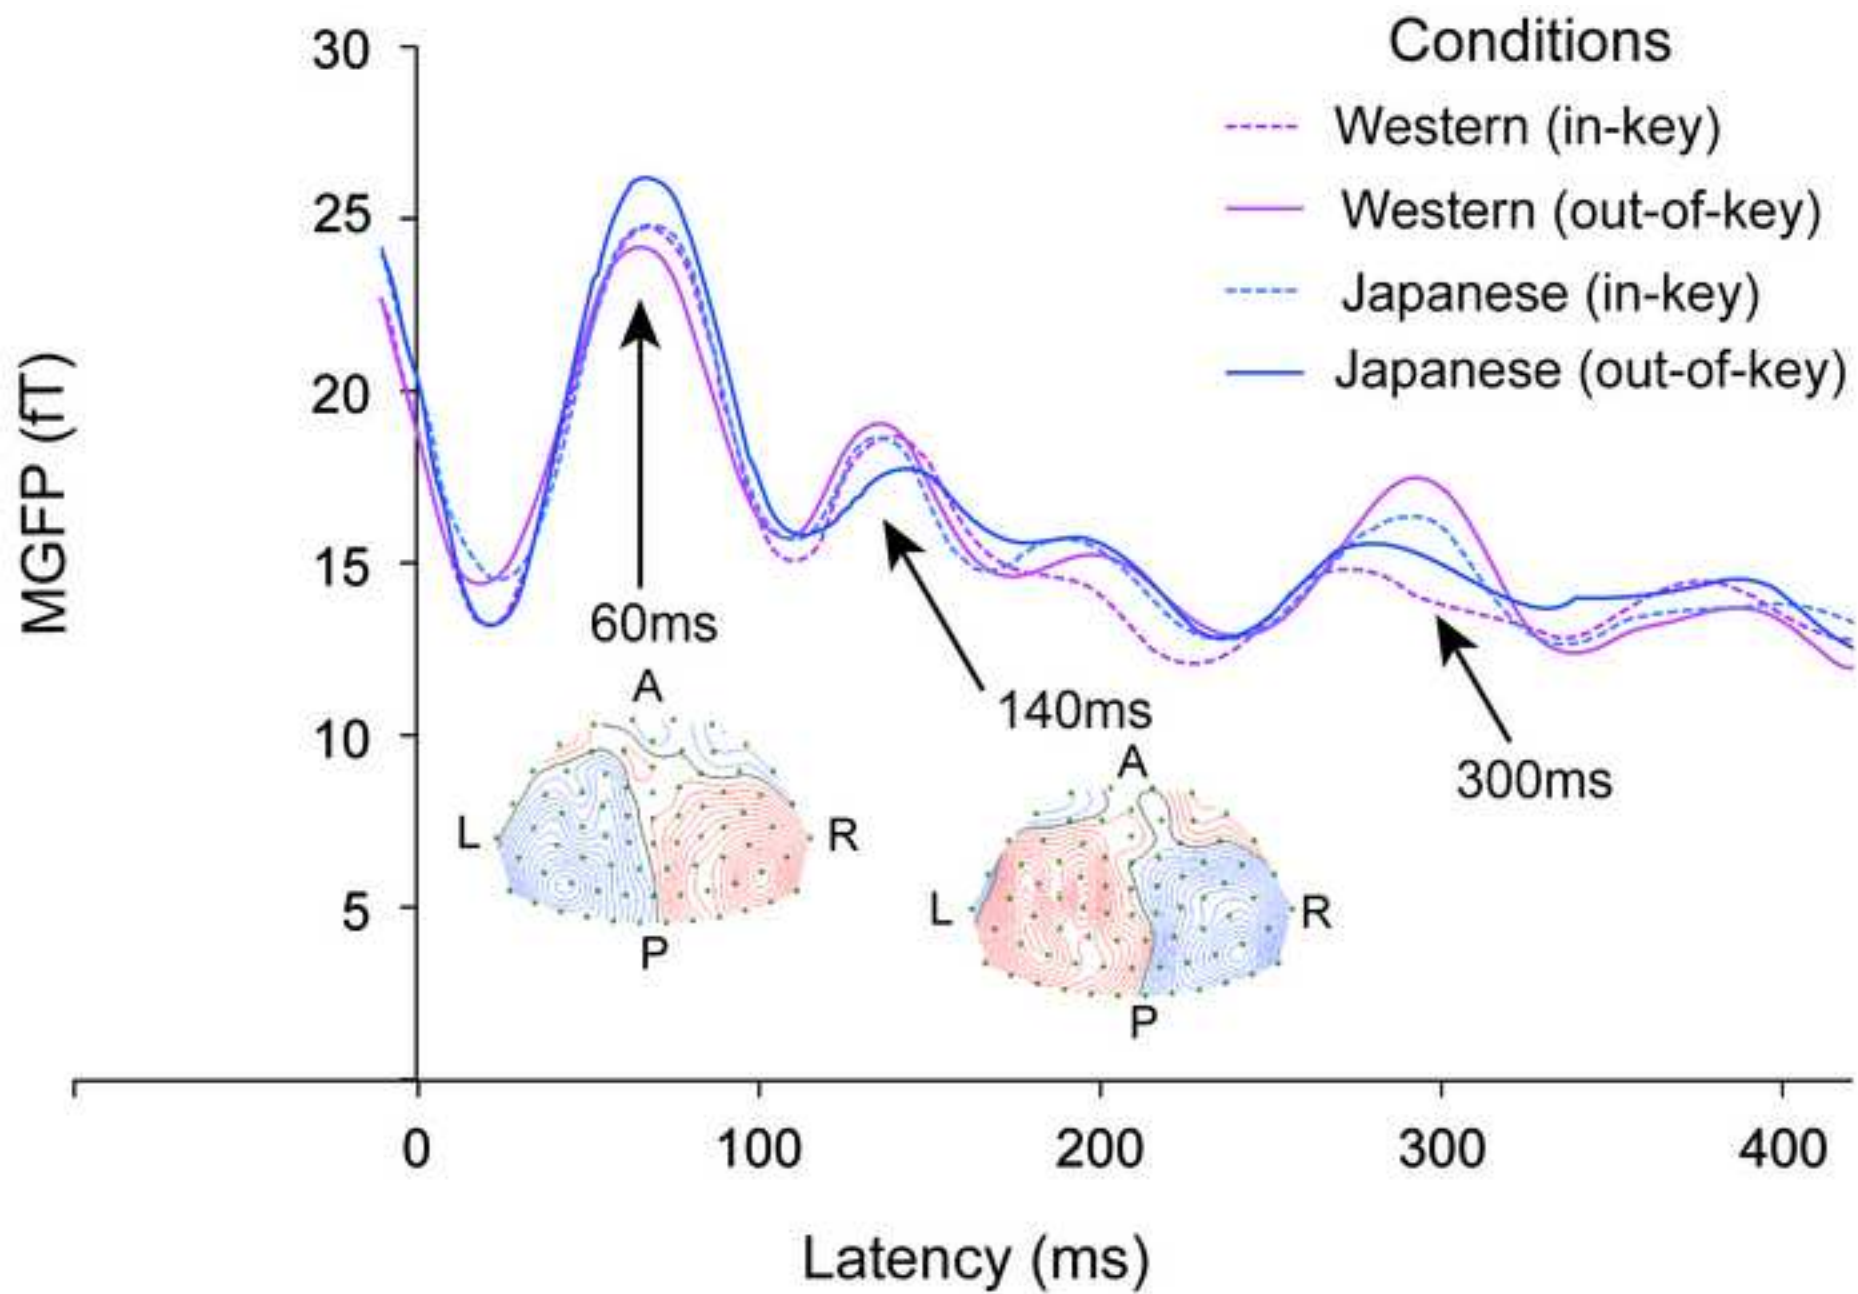 Conditions
Western (in-key)
Western (out-of-key)
Japanese (in-key)
Japanese (out-of-key)
MGFP (fT)
30
25
20
15
10
5
60ms
140ms
300ms
A
L
R
P
A
L
R
P
0 100 200 300 400
Latency (ms)